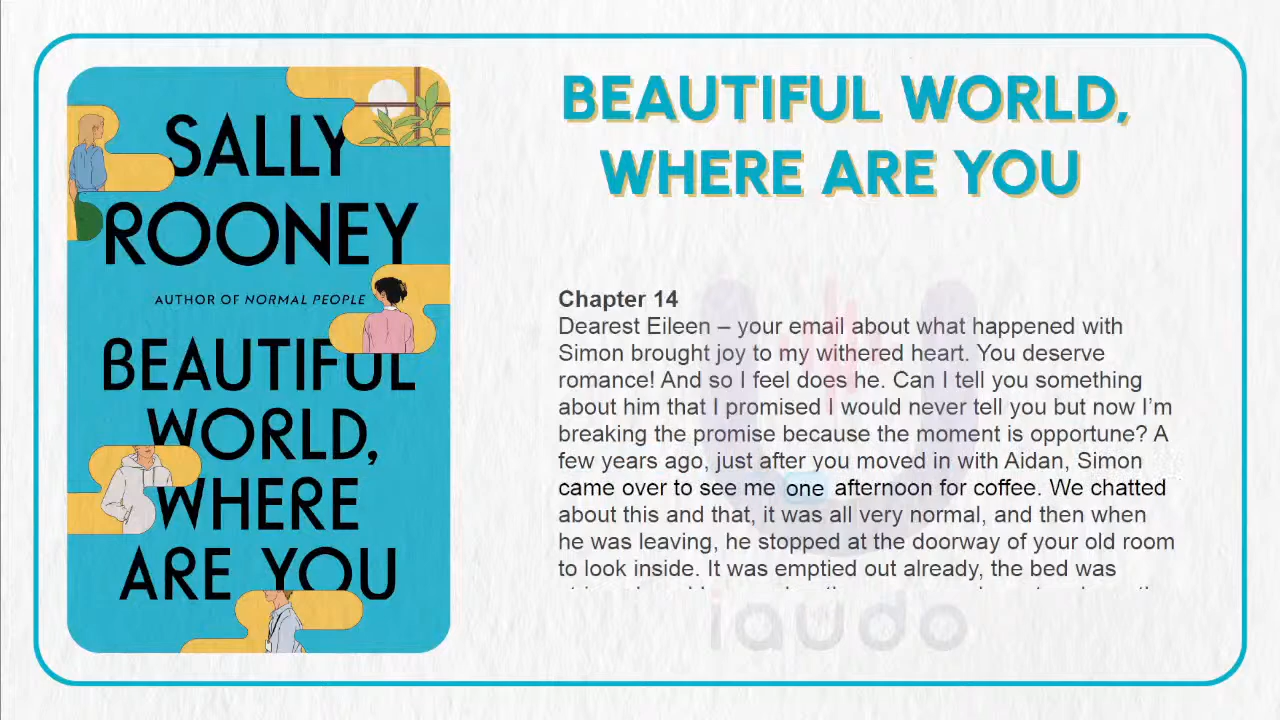 SALLY
ROONEY
AUTHOR OF NORMAL PEOPLE
BEAUTIFUL
WORLD,
WHERE
ARE YOU
BEAUTIFUL WORLD,
WHERE ARE YOU
Chapter 14
Dearest Eileen – your email about what happened with
Simon brought joy to my withered heart. You deserve
romance! And so I feel does he. Can I tell you something
about him that I promised I would never tell you but now I’m
breaking the promise because the moment is opportune? A
few years ago, just after you moved in with Aidan, Simon
came over to see me one afternoon for coffee. We chatted
about this and that, it was all very normal, and then when
he was leaving, he stopped at the doorway of your old room
to look inside. It was emptied out already, the bed was
iaudo